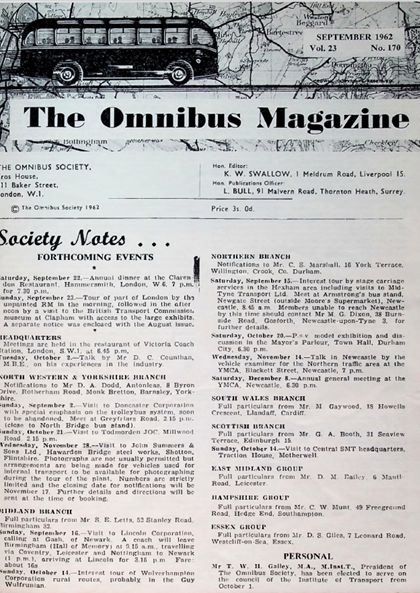 SEPTEMBER 1962
Vol. 23 No. 170
The Omnibus Magazine
THE OMNIBUS SOCIETY,
ros House,
11 Baker Street,
ondon, W.1.
Hon. Editor:
K. W. SWALLOW, 1 Meldrum Road, Liverpool 15.
Hon. Publications Officer:
L. BULL, 91 Malvern Road, Thornton Heath, Surrey.
© The Omnibus Society 1962
Price 3s. 0d.
Society Notes ...
FORTHCOMING EVENTS
Saturday, September 22.—Annual dinner at the Claren-
don Restaurant, Hammersmith, London, W.6, 7 p.m.
for 7.30 p.m.
Sunday, September 23.—Tour of part of London by
unpainted RM in the morning, followed in the after-
noon by a visit to the British Transport Commission
museum at Clapham with access to the large exhibits.
A separate notice was enclosed with the August issue.
HEADQUARTERS
Meetings are held in the restaurant of Victoria Coach
Station, London, S.W.1, at 6.45 p.m.
Tuesday, October 2.—Talk by Mr. D. C. Counihan,
M.B.E., on his experiences in the industry.
NORTH WESTERN & YORKSHIRE BRANCH
Notifications to Mr. D. A. Dodd, Antonleas, 8 Byron
Drive, Rotherham Road, Monk Bretton, Barnsley, York-
shire.
Sunday, September 2.—Visit to Doncaster Corporation
with special emphasis on the trolleybus system, soon
to be abandoned. Meet at Greyfriars Road, 2.15 p.m.
(close to North Bridge bus stand).
Sunday, October 21.—Visit to Todmorden JOC, Millwood
Road, 2.15 p.m.
Wednesday, November 28.—Visit to John Summers &
Sons Ltd., Hawarden Bridge steel works, Shotton,
Flintshire. Photographs are not usually permitted but
arrangements are being made for vehicles used for
internal transport to be available for photographing
during the tour of the plant. Numbers are strictly
limited and the closing date for notifications will be
November 17. Further details and directions will be
sent at the time of booking.
MIDLAND BRANCH
Full particulars from Mr. S. E. Letts, 52 Stanley Road,
Birmingham 32.
Sunday, September 16.—Visit to Lincoln Corporation,
calling at Gash, of Newark. A coach will leave
Birmingham (Hall of Memory) at 9.15 a.m., travelling
via Coventry, Leicester and Nottingham to Newark
(1 p.m.), arriving at Lincoln for 3.15 p.m. Fare:
about 16s.
Sunday, October 14.—Interest tour of Wolverhampton
Corporation rural routes, probably in the Guy
Wulfrunian.
NORTHERN BRANCH
Notifications to Mr. C. S. Marshall, 16 York Terrace,
Willington, Crook, Co. Durham.
Saturday, September 15.—Interest tour by stage carriage
services in the Hexham area including visits to Mid-
Tyne Transport Ltd. Meet at Armstrong's bus stand,
Newgate Street (outside Moore's Supermarket), New-
castle, 8.45 a.m. Members unable to reach Newcastle
by this time should contact Mr. M. G. Dixon, 38 Burn-
side Road, Gosforth, Newcastle-upon-Tyne 3, for
further details.
Saturday, October 20.—P.s.v. model exhibition and dis-
cussion in the Mayor's Parlour, Town Hall, Durham
City, 6.30 p.m.
Wednesday, November 14.—Talk in Newcastle by the
vehicle examiner for the Northern traffic area at the
YMCA, Blackett Street, Newcastle, 7 p.m.
Saturday, December 8.—Annual general meeting at the
YMCA, Newcastle, 6.30 p.m.
SOUTH WALES BRANCH
Full particulars from Mr. M. Gaywood, 18 Howells
Crescent, Llandaff, Cardiff.
SCOTTISH BRANCH
Full particulars from Mr. G. A. Booth, 31 Seaview
Terrace, Edinburgh 15.
Sunday, October 14.—Visit to Central SMT headquarters,
Traction House, Motherwell.
EAST MIDLAND GROUP
Full particulars from Mr. D. M. Bailey, 6
Road, Leicester.
HAMPSHIRE GROUP
Full particulars from Mr. C. W. Munt, 49 Freeground
Road, Hedge End, Southampton.
ESSEX GROUP
Full particulars from Mr. D. S. Giles, 7 Leonard Road,
Westcliff-on-Sea, Essex.
PERSONAL
Mr T. W. H. Gailey, M.A., M.Inst.T., President of
The Omnibus Society, has been elected to serve on
the council of the Institute of Transport from
October 1.